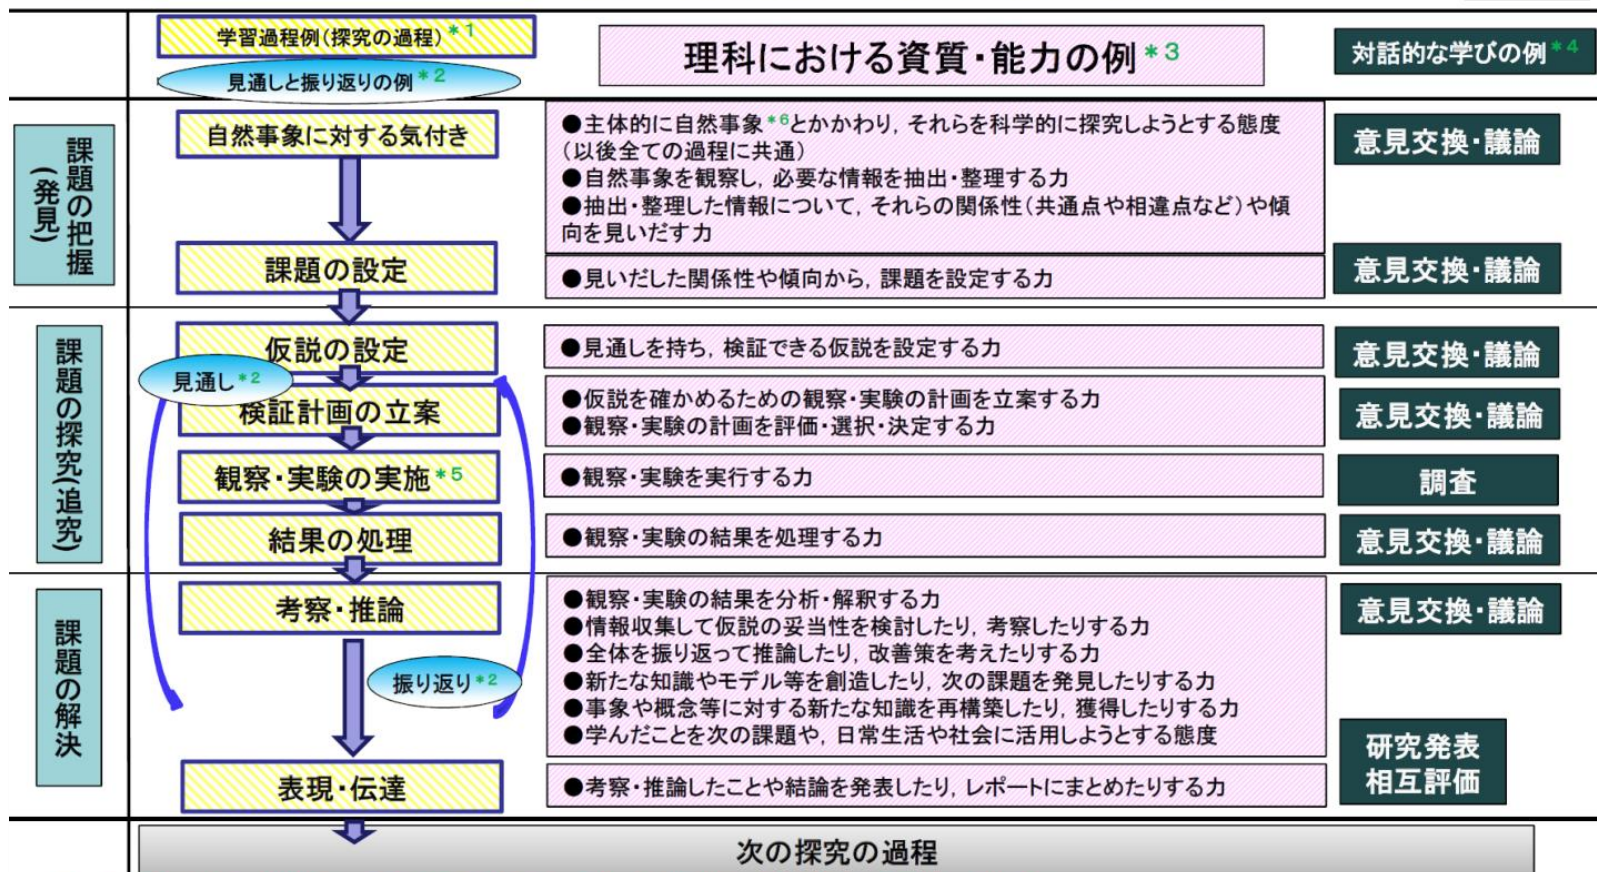 学習過程例(探究の過程)*1
見通しと振り返りの例*2
理科における資質・能力の例*3
対話的な学びの例*4
課題の把握
(発見)
自然事象に対する気付き
●主体的に自然事象*6とかかわり, それらを科学的に探究しようとする態度
(以後全ての過程に共通)
●自然事象を観察し, 必要な情報を抽出・整理する力
●抽出・整理した情報について, それらの関係性(共通点や相違点など)や傾
向を見いだす力
意見交換・議論
課題の設定
●見いだした関係性や傾向から, 課題を設定する力
意見交換・議論
課題の探究(追究)
仮説の設定
●見通しを持ち, 検証できる仮説を設定する力
意見交換・議論
見通し*2
検証計画の立案
●仮説を確かめるための観察・実験の計画を立案する力
●観察・実験の計画を評価・選択・決定する力
意見交換・議論
観察・実験の実施*5
●観察・実験を実行する力
調査
結果の処理
●観察・実験の結果を処理する力
意見交換・議論
課題の解決
考察・推論
●観察・実験の結果を分析・解釈する力
●情報収集して仮説の妥当性を検討したり, 考察したりする力
●全体を振り返って推論したり, 改善策を考えたりする力
●新たな知識やモデル等を創造したり, 次の課題を発見したりする力
●事象や概念等に対する新たな知識を再構築したり, 獲得したりする力
●学んだことを次の課題や, 日常生活や社会に活用しようとする態度
意見交換・議論
振り返り*2
表現・伝達
●考察・推論したことや結論を発表したり, レポートにまとめたりする力
研究発表
相互評価
次の探究の過程